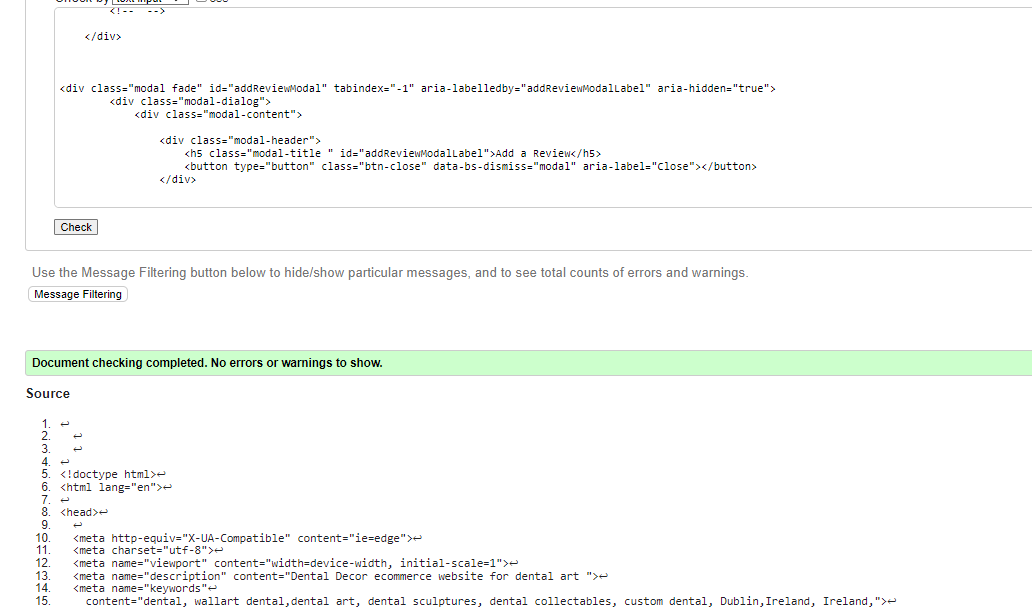 Check by text input css
<!--  -->
</div>
<div class="modal fade" id="addReviewModal" tabindex="-1" aria-labelledby="addReviewModalLabel" aria-hidden="true">
<div class="modal-dialog">
<div class="modal-content">
<div class="modal-header">
<h5 class="modal-title " id="addReviewModalLabel">Add a Review</h5>
<button type="button" class="btn-close" data-bs-dismiss="modal" aria-label="Close"></button>
</div>
Check
Use the Message Filtering button below to hide/show particular messages, and to see total counts of errors and warnings.
Message Filtering
Document checking completed. No errors or warnings to show.
Source
1. ↩
2. ↩
3. ↩
4. ↩
5. <!doctype html>↩
6. <html lang="en">↩
7. ↩
8. <head>↩
9. ↩
10. <meta http-equiv="X-UA-Compatible" content="ie=edge">↩
11. <meta charset="utf-8">↩
12. <meta name="viewport" content="width=device-width, initial-scale=1">↩
13. <meta name="description" content="Dental Decor ecommerce website for dental art ">↩
14. <meta name="keywords"↩
15. content="dental, wallart dental,dental art, dental sculptures, dental collectables, custom dental, Dublin,Ireland, Ireland,">↩